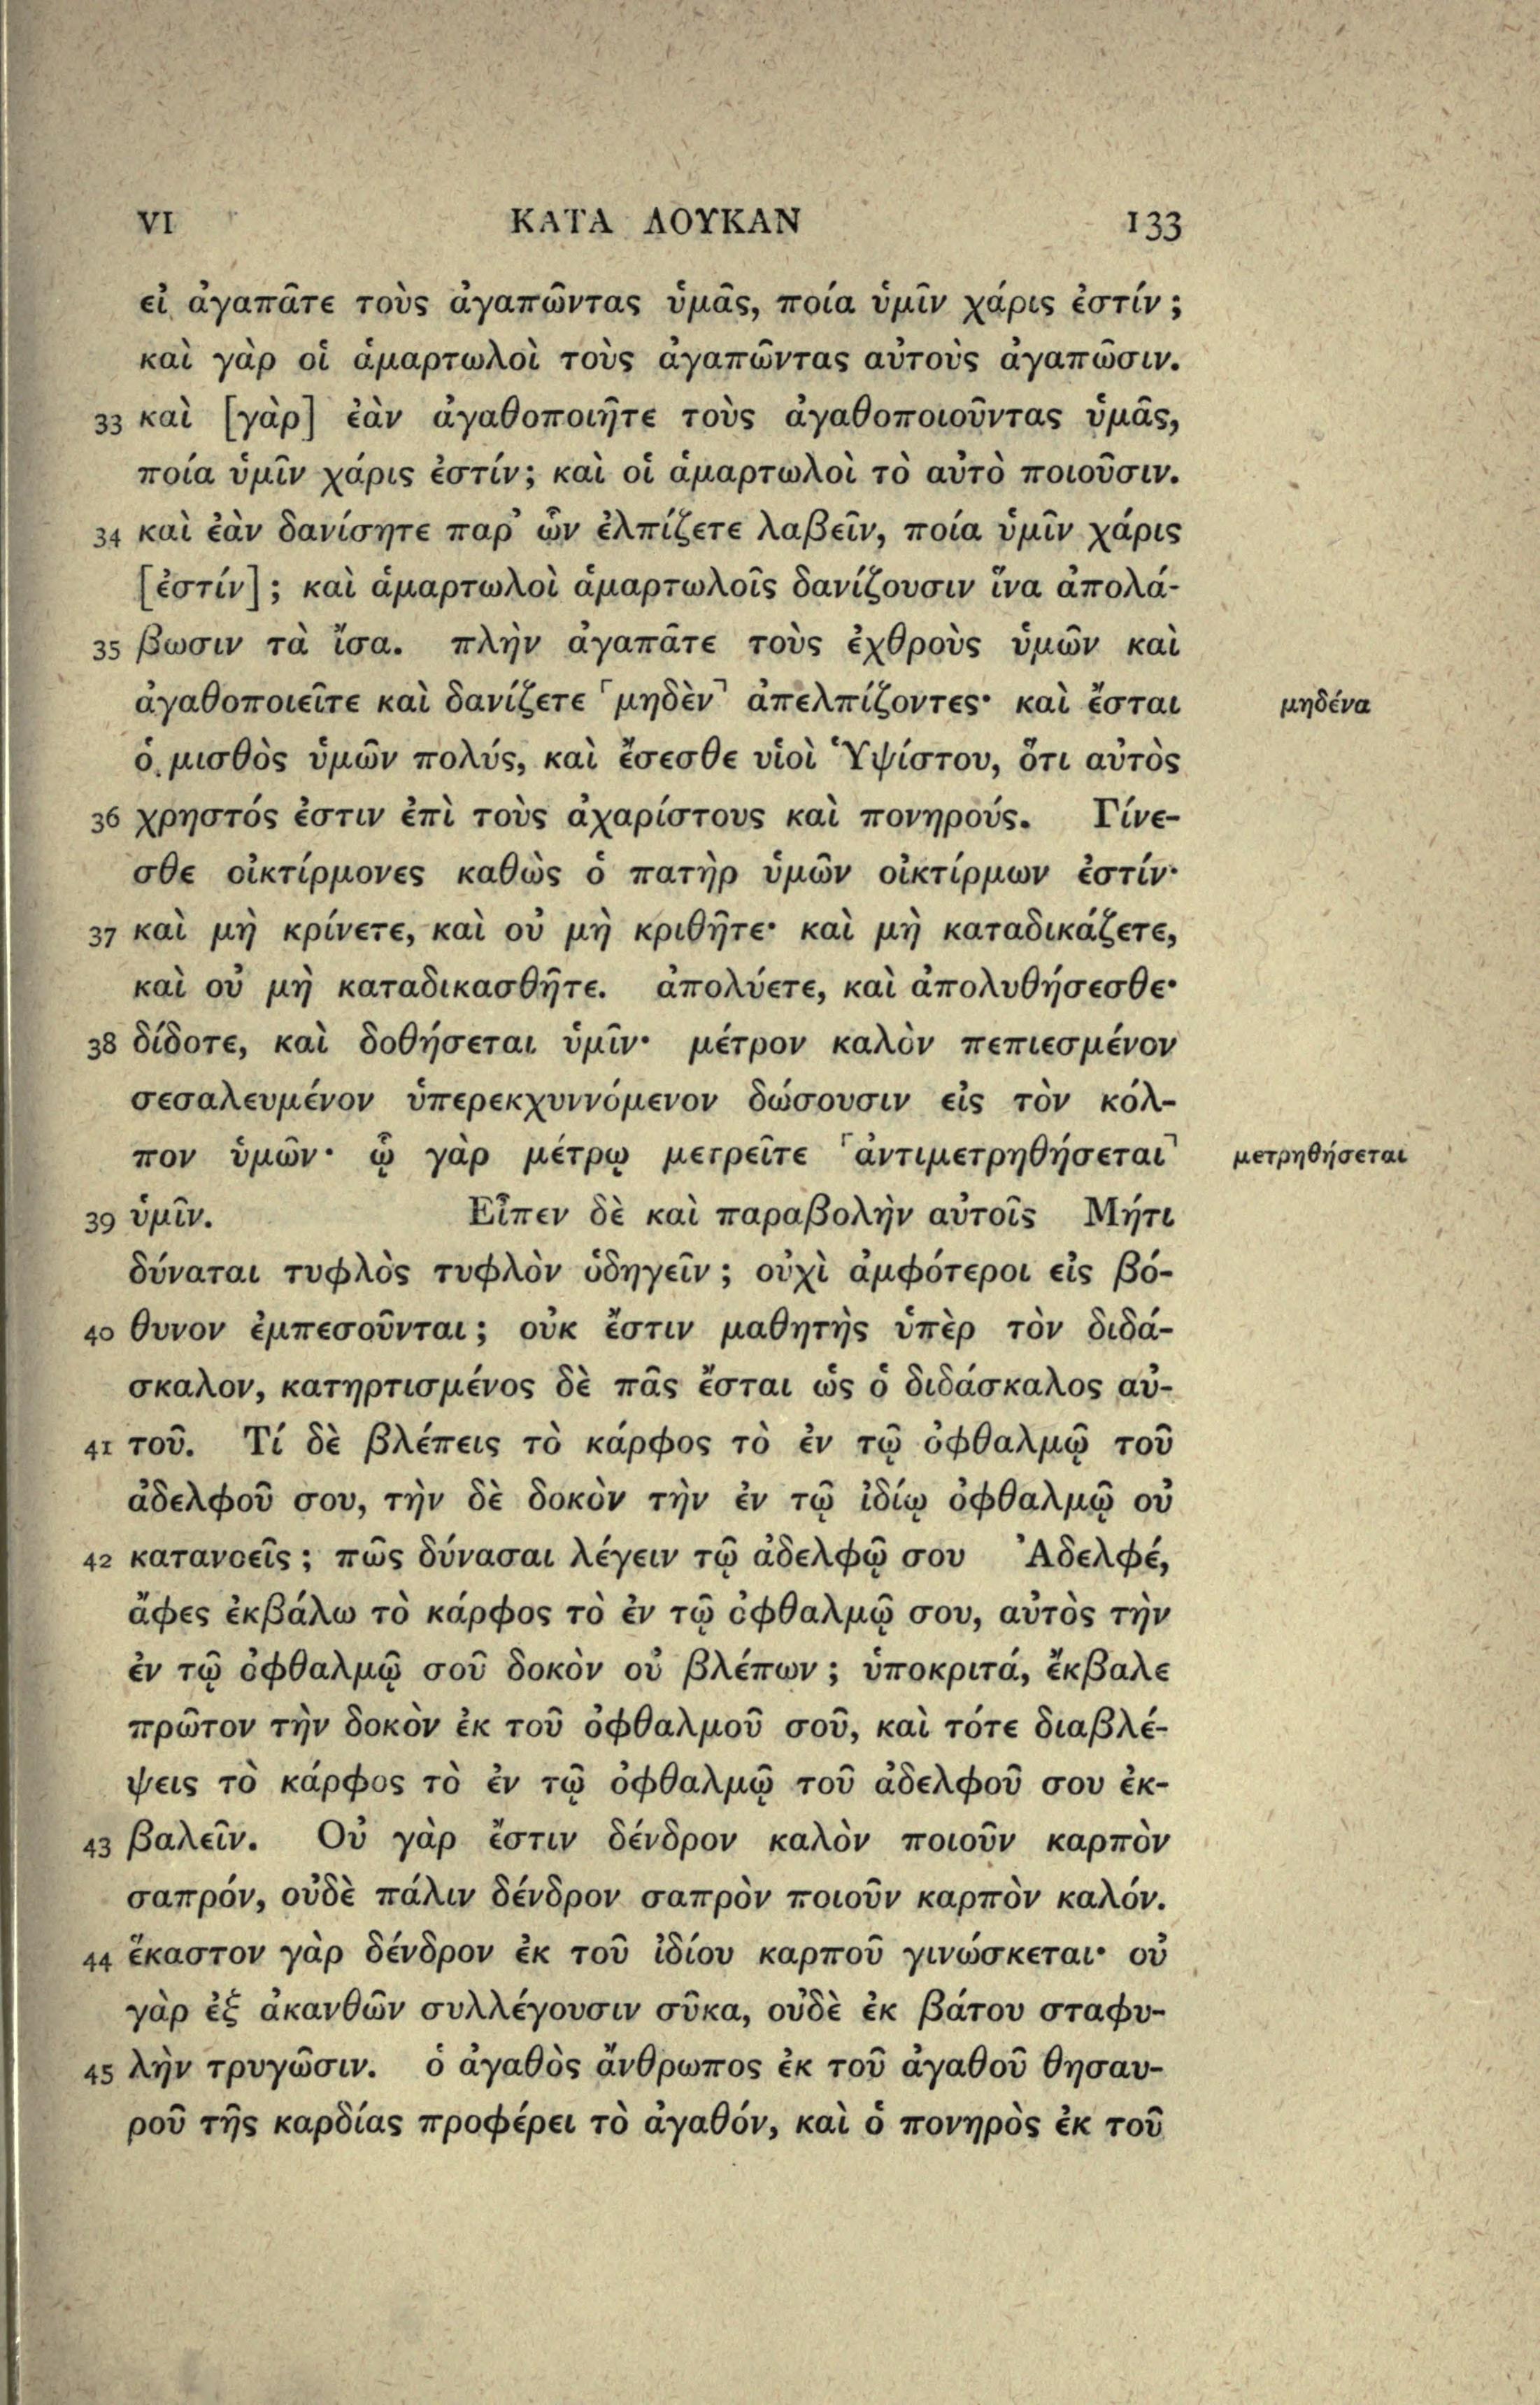 VI ΚΑΤΑ ΛΟΥΚΑΝ 133
εἰ ἀγαπᾶτε τοὺς ἀγαπῶντας ὑμᾶς, ποία ὑμῖν χάρις ἐστίν;
καὶ γὰρ οἱ ἁμαρτωλοὶ τοὺς ἀγαπῶντας αὐτοὺς ἀγαπῶσιν.
33 καὶ [γὰρ] ἐὰν ἀγαθοποιῆτε τοὺς ἀγαθοποιοῦντας ὑμᾶς,
ποία ὑμῖν χάρις ἐστίν; καὶ οἱ ἁμαρτωλοὶ τὸ αὐτὸ ποιοῦσιν.
34 καὶ ἐὰν δανίσητε παρ' ὧν ἐλπίζετε λαβεῖν, ποία ὑμῖν χάρις
[ἐστίν]; καὶ ἁμαρτωλοὶ ἁμαρτωλοῖς δανίζουσιν ἵνα ἀπολά-
35 βωσιν τὰ ἴσα. πλὴν ἀγαπᾶτε τοὺς ἐχθροὺς ὑμῶν καὶ
ἀγαθοποιεῖτε καὶ δανίζετε ⸀μηδὲν⸣ ἀπελπίζοντες· καὶ ἔσται μηδένα
ὁ μισθὸς ὑμῶν πολύς, καὶ ἔσεσθε υἱοὶ Ὑψίστου, ὅτι αὐτὸς
36 χρηστός ἐστιν ἐπὶ τοὺς ἀχαρίστους καὶ πονηρούς. Γίνε-
σθε οἰκτίρμονες καθὼς ὁ πατὴρ ὑμῶν οἰκτίρμων ἐστίν·
37 καὶ μὴ κρίνετε, καὶ οὐ μὴ κριθῆτε· καὶ μὴ καταδικάζετε,
καὶ οὐ μὴ καταδικασθῆτε. ἀπολύετε, καὶ ἀπολυθήσεσθε·
38 δίδοτε, καὶ δοθήσεται ὑμῖν· μέτρον καλὸν πεπιεσμένον
σεσαλευμένον ὑπερεκχυννόμενον δώσουσιν εἰς τὸν κόλ-
πον ὑμῶν· ᾧ γὰρ μέτρῳ μετρεῖτε ⸀ἀντιμετρηθήσεται⸣ μετρηθήσεται
39 ὑμῖν. Εἶπεν δὲ καὶ παραβολὴν αὐτοῖς Μήτι
δύναται τυφλὸς τυφλὸν ὁδηγεῖν; οὐχὶ ἀμφότεροι εἰς βό-
40 θυνον ἐμπεσοῦνται; οὐκ ἔστιν μαθητὴς ὑπὲρ τὸν διδά-
σκαλον, κατηρτισμένος δὲ πᾶς ἔσται ὡς ὁ διδάσκαλος αὐ-
41 τοῦ. Τί δὲ βλέπεις τὸ κάρφος τὸ ἐν τῷ ὀφθαλμῷ τοῦ
ἀδελφοῦ σου, τὴν δὲ δοκὸν τὴν ἐν τῷ ἰδίῳ ὀφθαλμῷ οὐ
42 κατανοεῖς; πῶς δύνασαι λέγειν τῷ ἀδελφῷ σου Ἀδελφέ,
ἄφες ἐκβάλω τὸ κάρφος τὸ ἐν τῷ ὀφθαλμῷ σου, αὐτὸς τὴν
ἐν τῷ ὀφθαλμῷ σοῦ δοκὸν οὐ βλέπων; ὑποκριτά, ἔκβαλε
πρῶτον τὴν δοκὸν ἐκ τοῦ ὀφθαλμοῦ σοῦ, καὶ τότε διαβλέ-
ψεις τὸ κάρφος τὸ ἐν τῷ ὀφθαλμῷ τοῦ ἀδελφοῦ σου ἐκ-
43 βαλεῖν. Οὐ γὰρ ἔστιν δένδρον καλὸν ποιοῦν καρπὸν
σαπρόν, οὐδὲ πάλιν δένδρον σαπρὸν ποιοῦν καρπὸν καλόν.
44 ἕκαστον γὰρ δένδρον ἐκ τοῦ ἰδίου καρποῦ γινώσκεται· οὐ
γὰρ ἐξ ἀκανθῶν συλλέγουσιν σῦκα, οὐδὲ ἐκ βάτου σταφυ-
45 λὴν τρυγῶσιν. ὁ ἀγαθὸς ἄνθρωπος ἐκ τοῦ ἀγαθοῦ θησαυ-
ροῦ τῆς καρδίας προφέρει τὸ ἀγαθόν, καὶ ὁ πονηρὸς ἐκ τοῦ